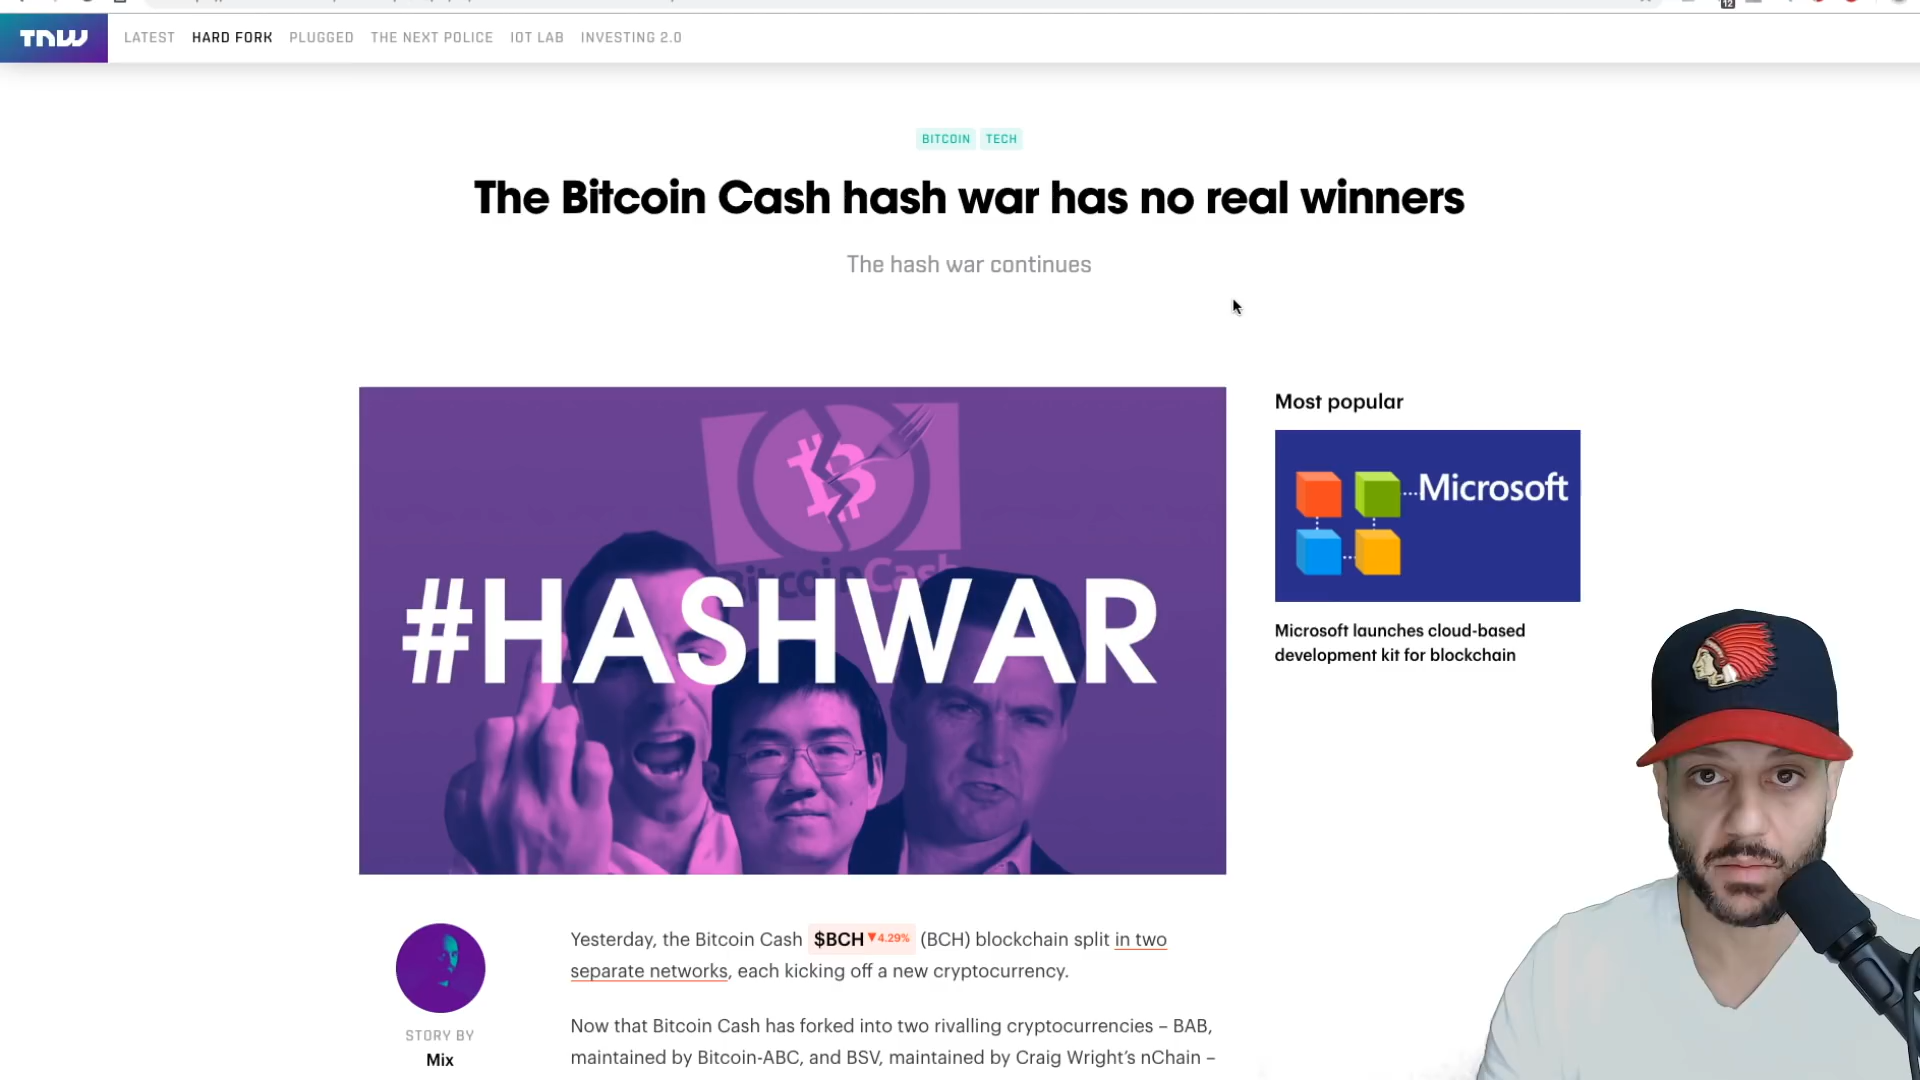 TNW
LATEST HARD FORK PLUGGED THE NEXT POLICE IOT LAB INVESTING 2.0
BITCOIN TECH
The Bitcoin Cash hash war has no real winners
The hash war continues
BitcoinCash
#HASHWAR
Most popular
Microsoft
Microsoft launches cloud-based
development kit for blockchain
Yesterday, the Bitcoin Cash $BCH ▼4.29% (BCH) blockchain split in two
separate networks, each kicking off a new cryptocurrency.
STORY BY
Mix
Now that Bitcoin Cash has forked into two rivalling cryptocurrencies – BAB,
maintained by Bitcoin-ABC, and BSV, maintained by Craig Wright's nChain –
12